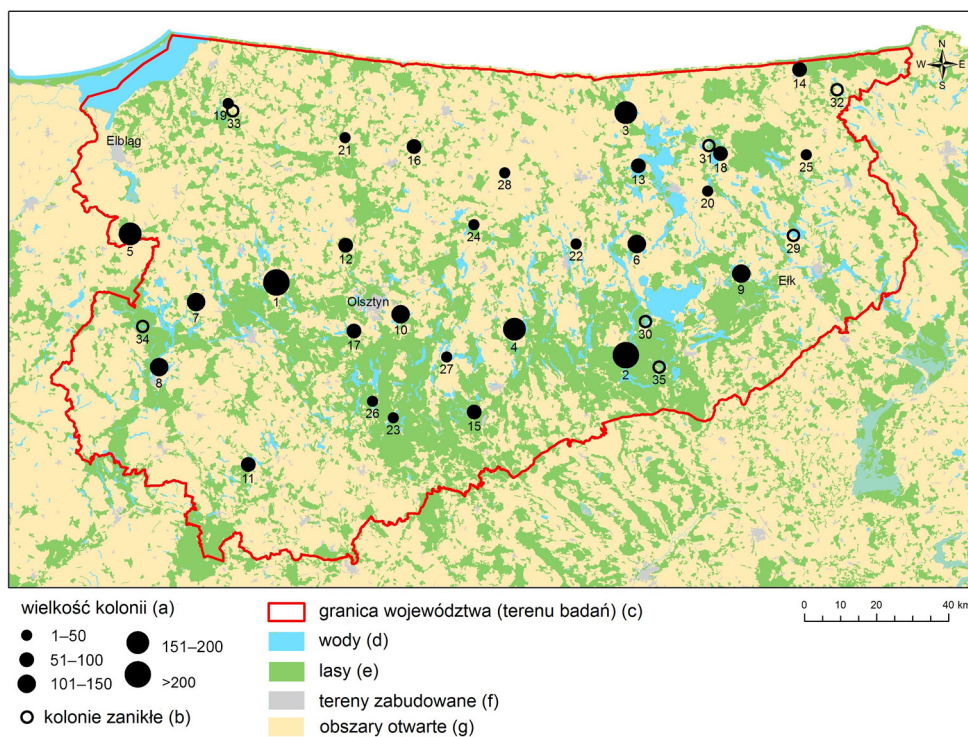 N
W E
S
14
32
19
33
3
Elbląg
21
16
31
18
25
13
28
20
5
24
12
22
6
29
1
9
Ełk
7
Olsztyn
10
34
17
4
30
8
27
2
35
26
23
15
11
wielkość kolonii (a)
1–50
51–100
101–150
151–200
>200
kolonie zanikłe (b)
granica województwa (terenu badań) (c)
wody (d)
lasy (e)
tereny zabudowane (f)
obszary otwarte (g)
0 10 20 40 km